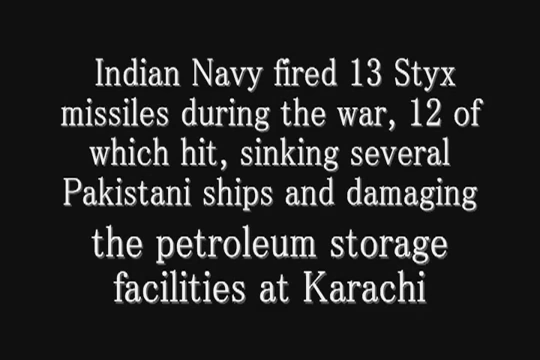 Indian Navy fired 13 Styx
missiles during the war, 12 of
which hit, sinking several
Pakistani ships and damaging
the petroleum storage
facilities at Karachi